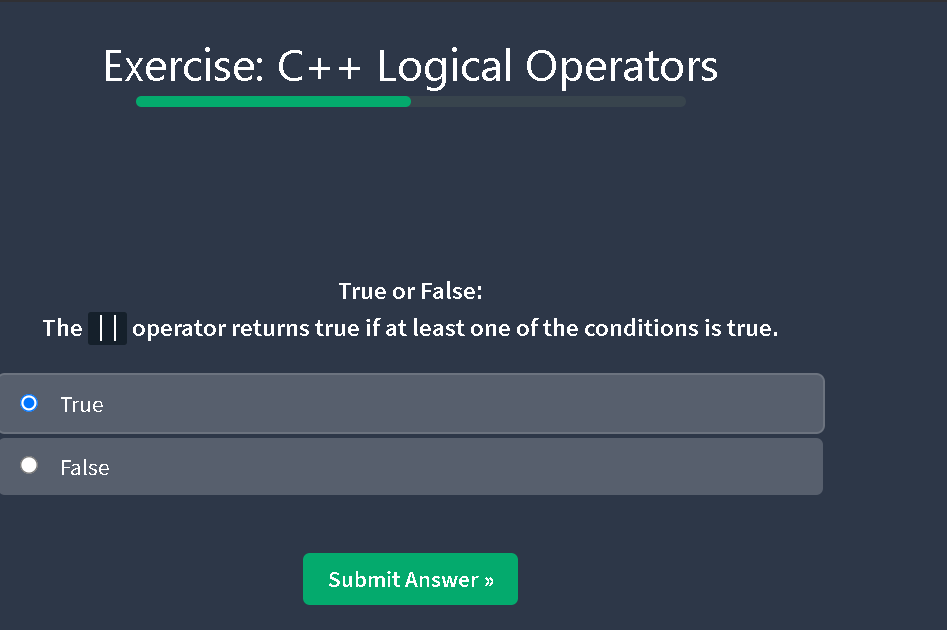 Exercise: C++ Logical Operators
True or False:
The || operator returns true if at least one of the conditions is true.
True
False
Submit Answer »